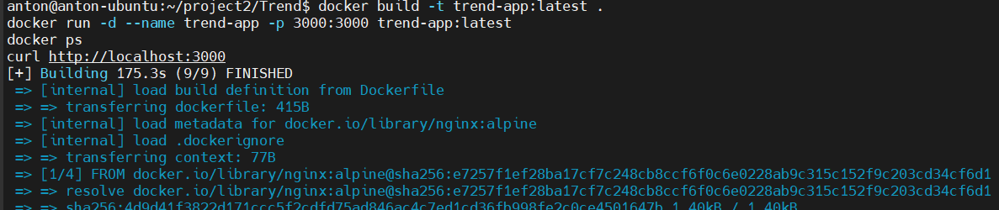 anton@anton-ubuntu:~/project2/Trend$ docker build -t trend-app:latest .
docker run -d --name trend-app -p 3000:3000 trend-app:latest
docker ps
curl http://localhost:3000
[+] Building 175.3s (9/9) FINISHED
=> [internal] load build definition from Dockerfile
=> => transferring dockerfile: 415B
=> [internal] load metadata for docker.io/library/nginx:alpine
=> [internal] load .dockerignore
=> => transferring context: 77B
=> [1/4] FROM docker.io/library/nginx:alpine@sha256:e7257f1ef28ba17cf7c248cb8ccf6f0c6e0228ab9c315c152f9c203cd34cf6d1
=> => resolve docker.io/library/nginx:alpine@sha256:e7257f1ef28ba17cf7c248cb8ccf6f0c6e0228ab9c315c152f9c203cd34cf6d1
=> => sha256:4d9d41f3822d171ccc5f2cdfd75ad846ac4c7ed1cd36fb998fe2c0ce4501647b 1.40kB / 1.40kB